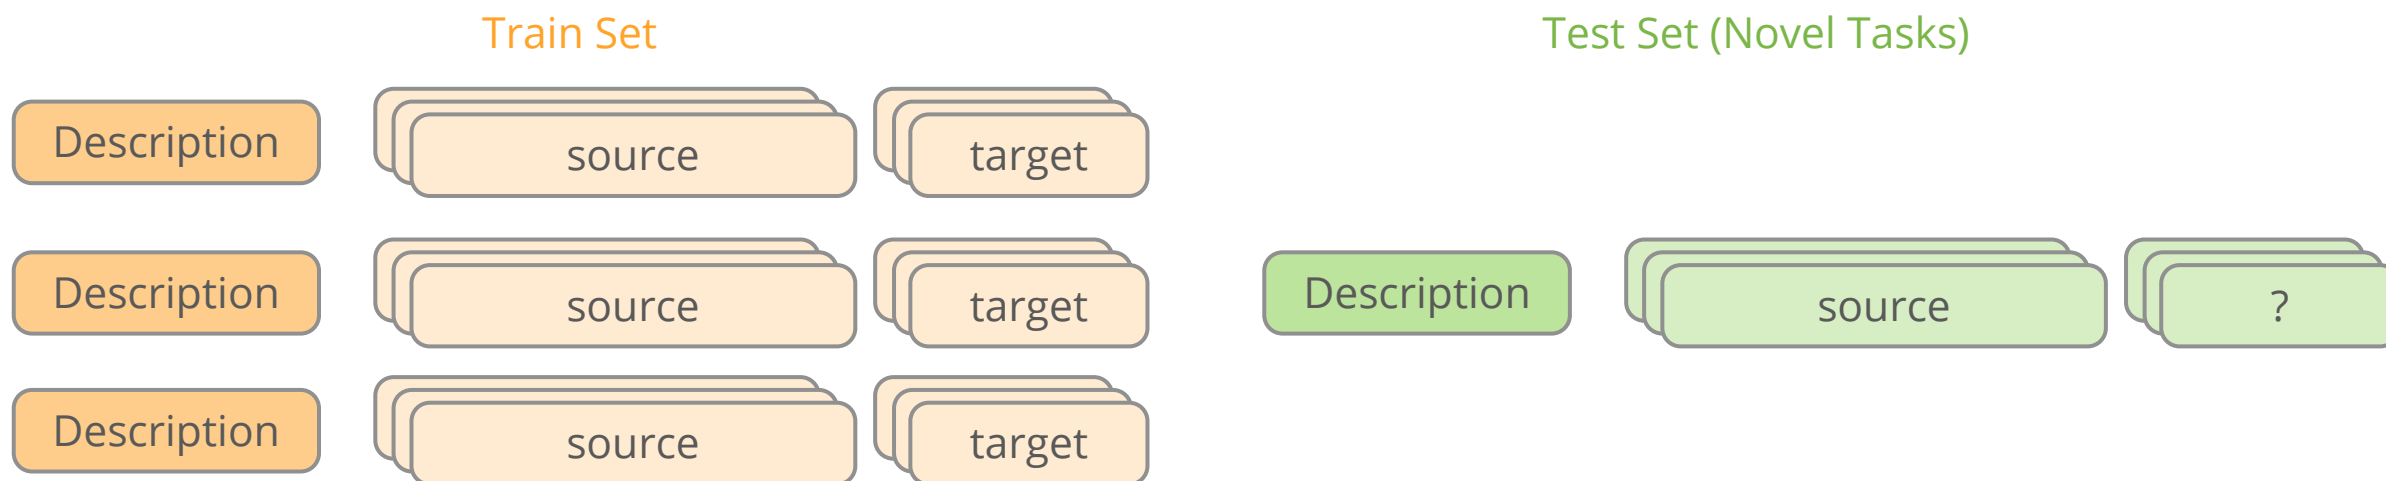 Train Set
Test Set (Novel Tasks)
Description
source
target
Description
source
target
Description
source
?
Description
source
target